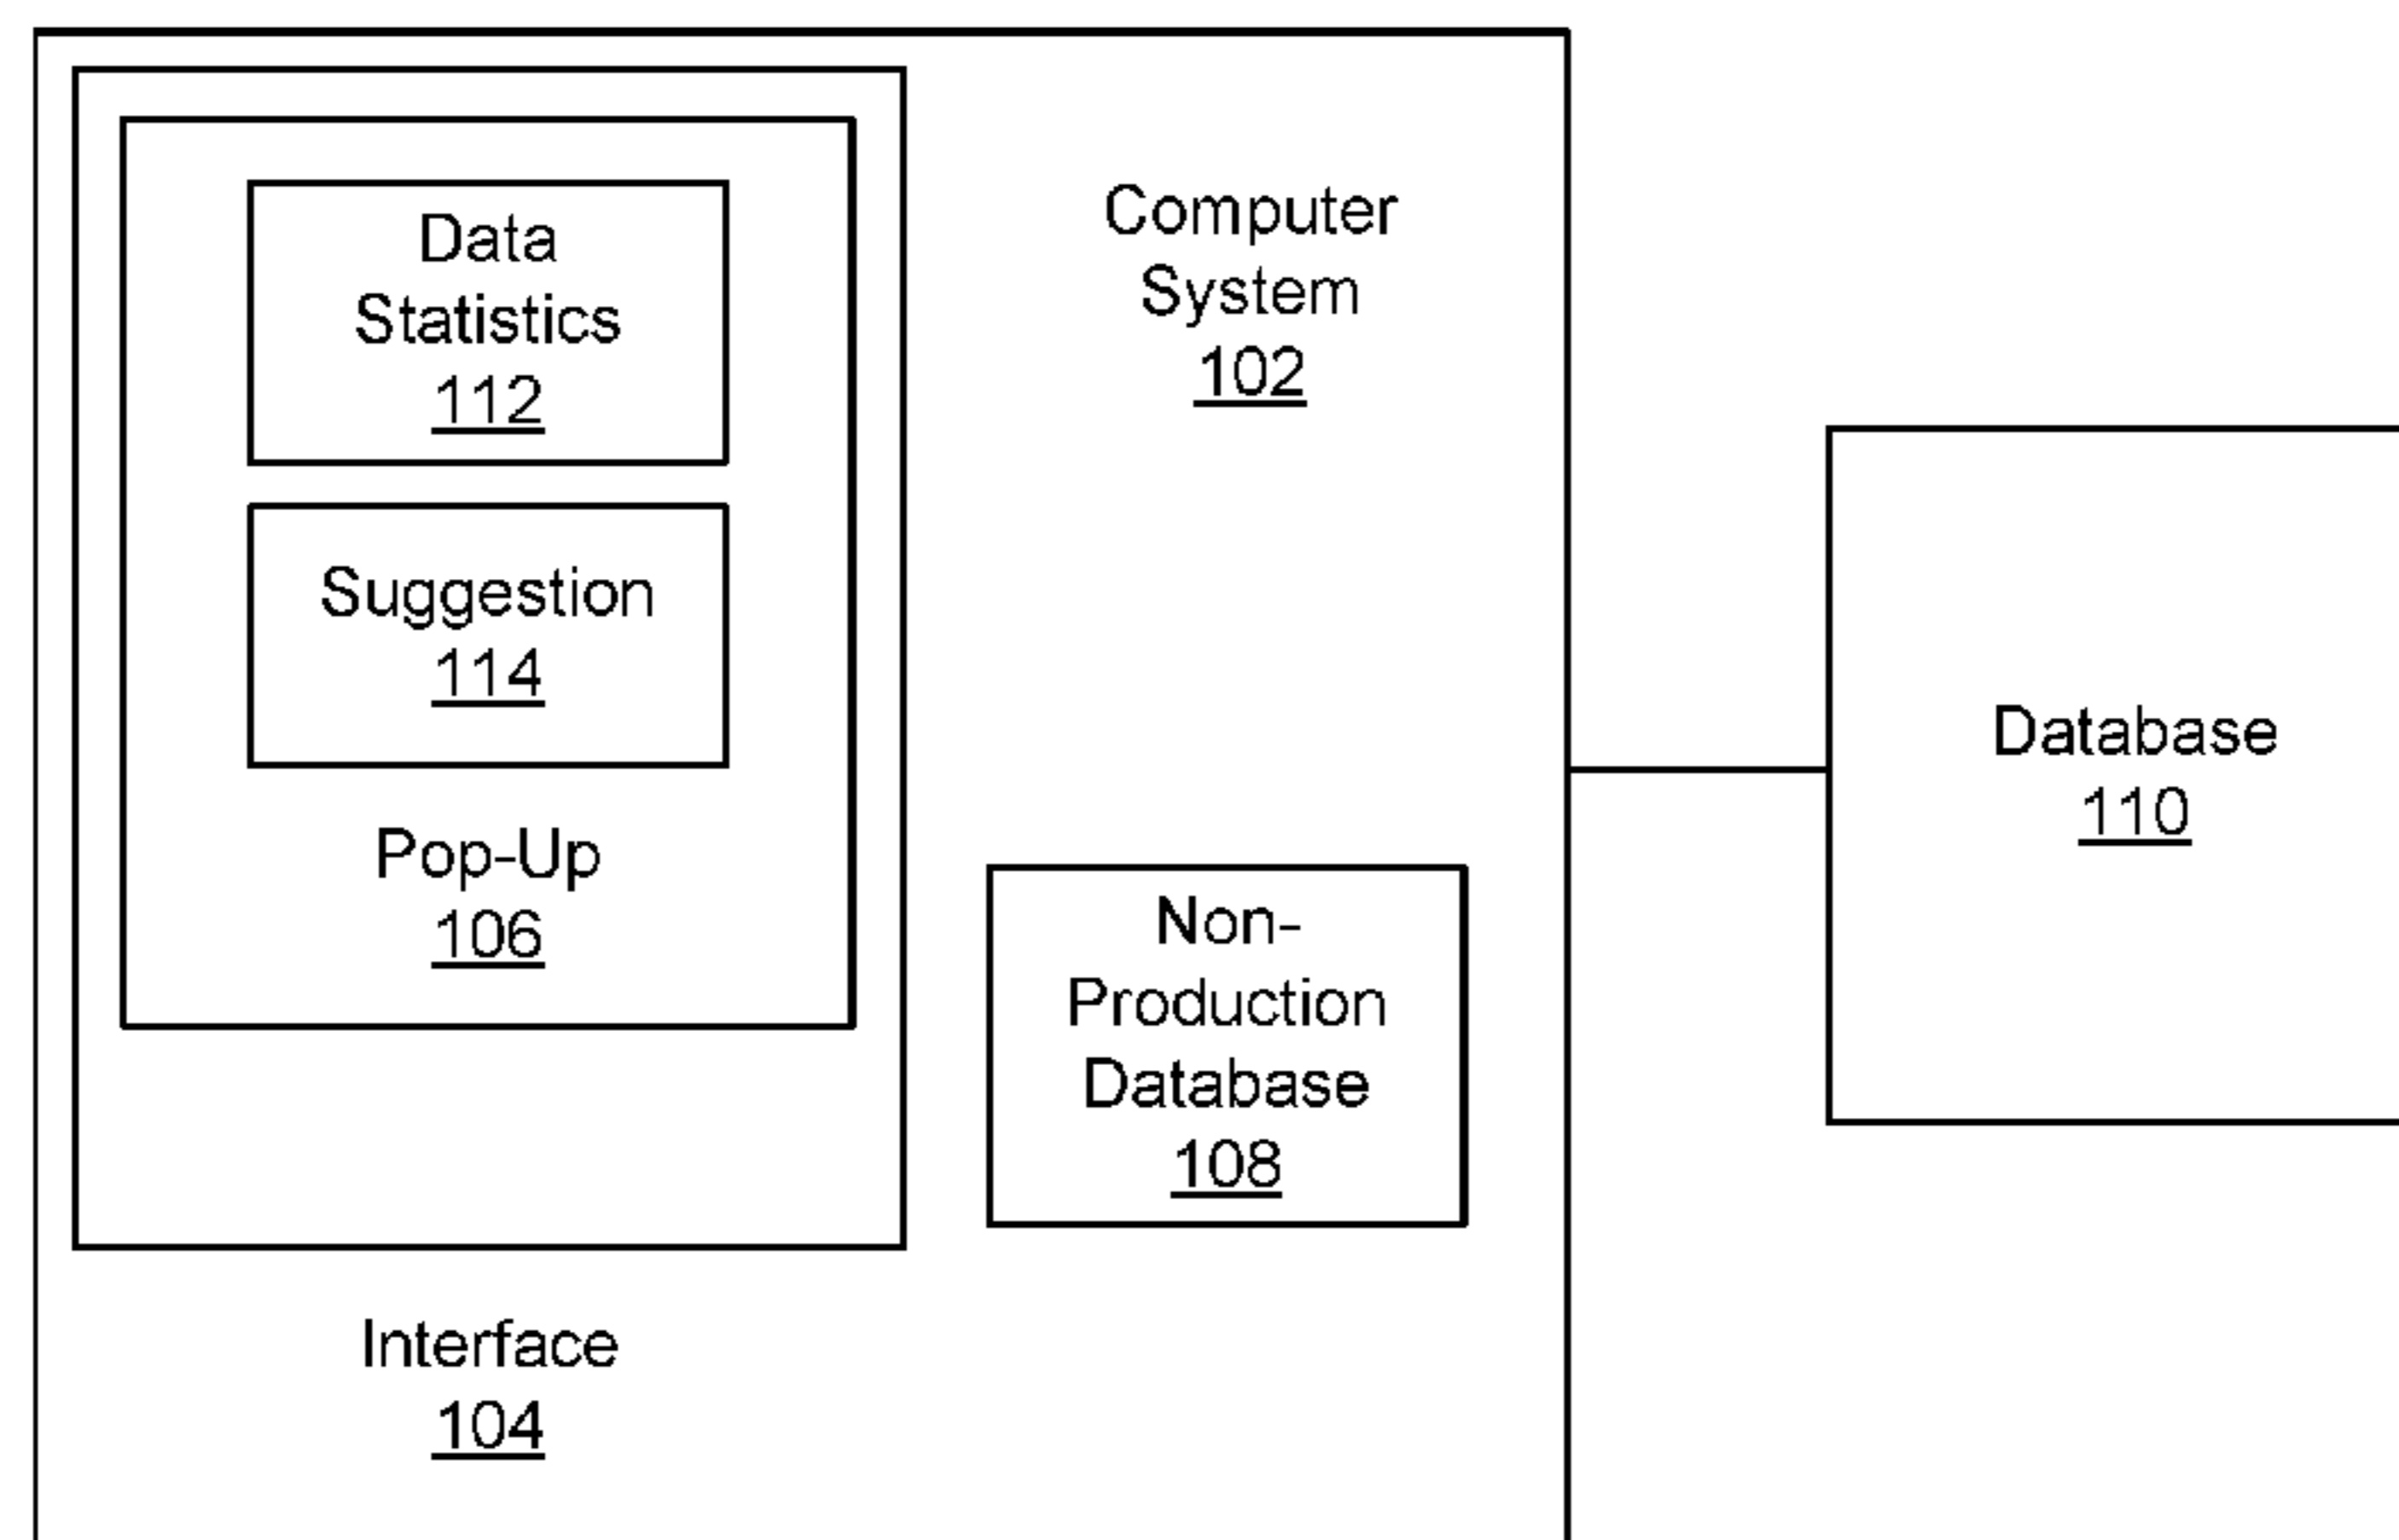 Data
Statistics
112
Suggestion
114
Pop-Up
106
Interface
104
Computer
System
102
Non-
Production
Database
108
Database
110